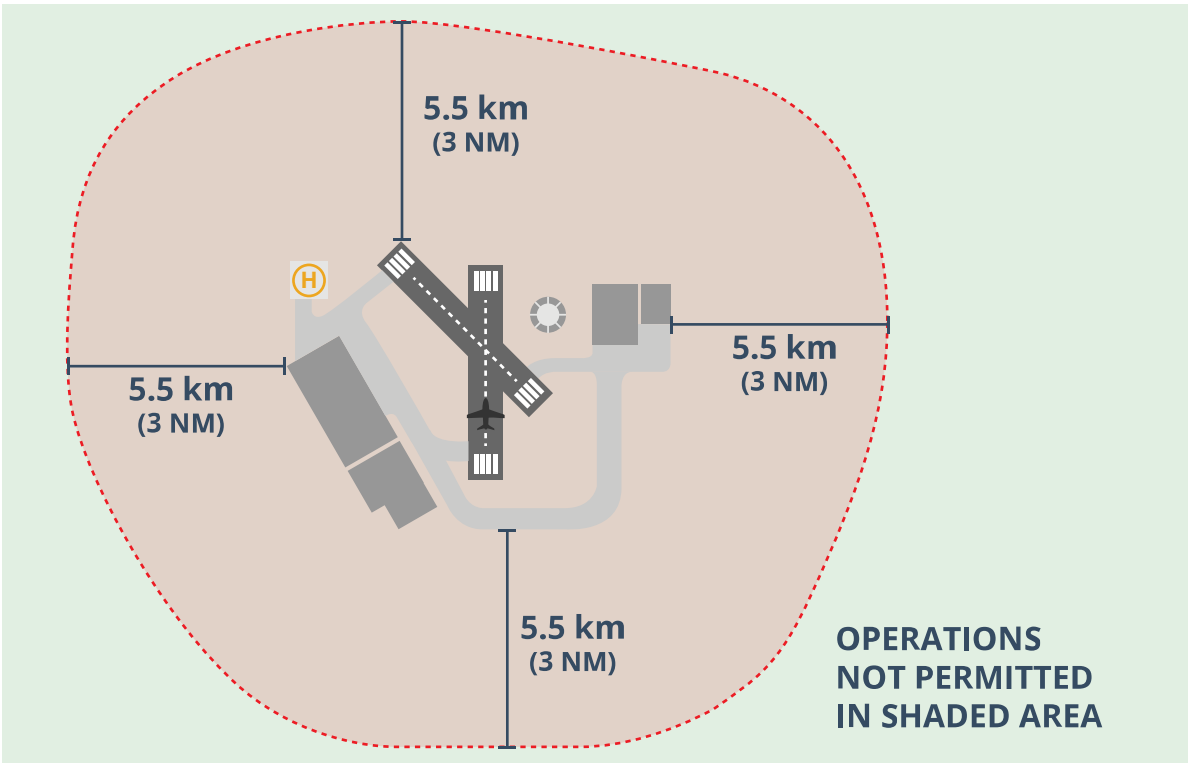 5.5 km
(3 NM)
H
5.5 km
(3 NM)
5.5 km
(3 NM)
5.5 km
(3 NM)
OPERATIONS
NOT PERMITTED
IN SHADED AREA